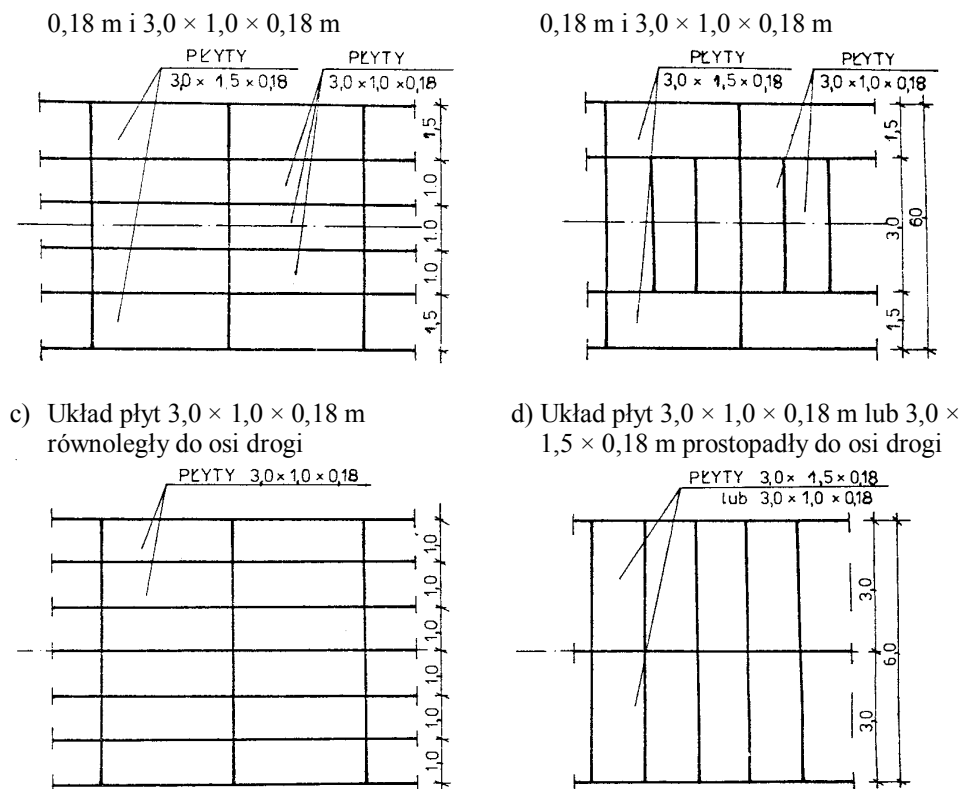 0,18 m i 3,0 × 1,0 × 0,18 m
PŁYTY
3,0 × 1,5 × 0,18
PŁYTY
3,0 × 1,0 × 0,18
1,5
1.0
1.0
1.0
1,5
0,18 m i 3,0 × 1,0 × 0,18 m
PŁYTY
3,0 × 1,5 × 0,18
PŁYTY
3,0 × 1,0 × 0,18
1,5
3,0
1,5
6,0
c) Układ płyt 3,0 × 1,0 × 0,18 m
równoległy do osi drogi
PŁYTY 3,0 × 1,0 × 0,18
1,0
1,0
1,0
1,0
1,0
1,0
d) Układ płyt 3,0 × 1,0 × 0,18 m lub 3,0 ×
1,5 × 0,18 m prostopadły do osi drogi
PŁYTY 3,0 × 1,5 × 0,18
lub 3,0 × 1,0 × 0,18
3,0
3,0
6,0